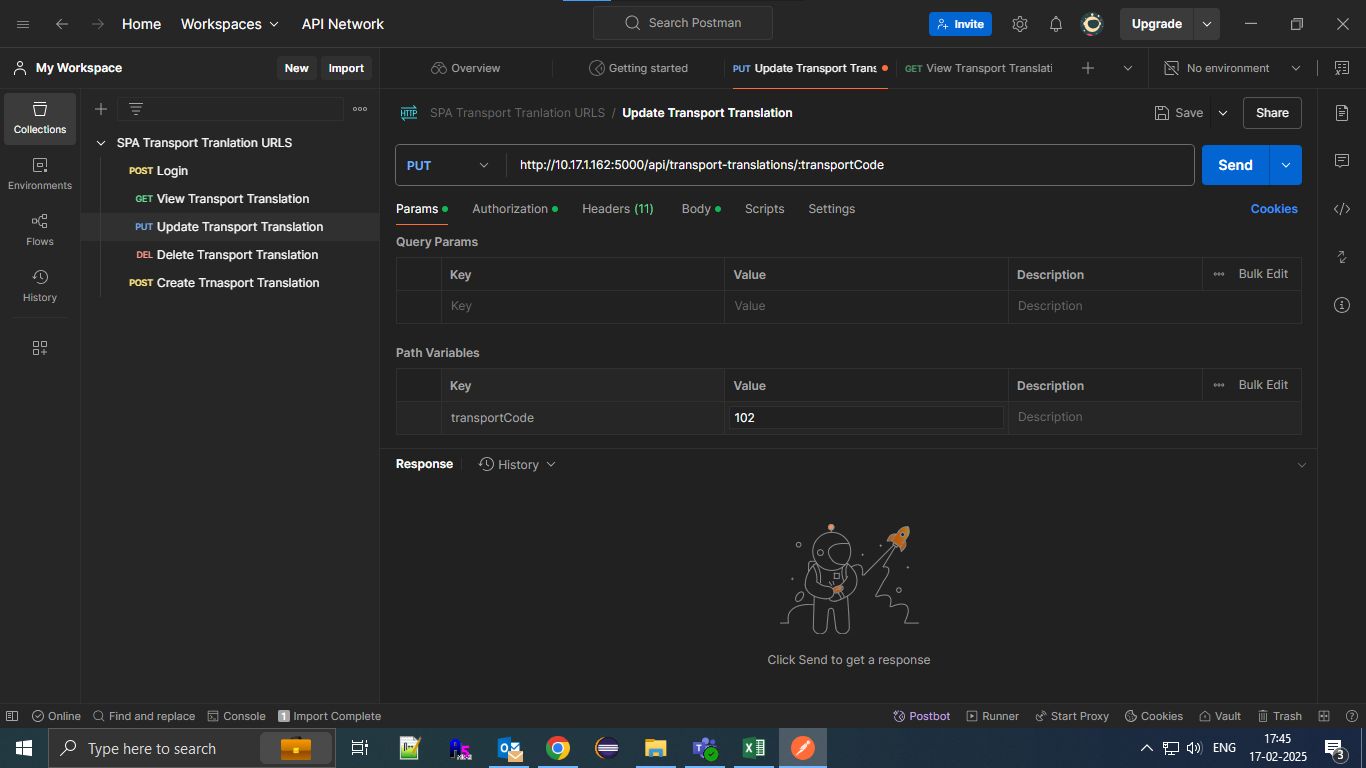 Home Workspaces API Network Search Postman Invite Upgrade
My Workspace New Import Overview Getting started PUT Update Transport Trans GET View Transport Translati No environment
Collections
Environments
Flows
History
SPA Transport Tranlation URLS
POST Login
GET View Transport Translation
PUT Update Transport Translation
DEL Delete Transport Translation
POST Create Trnasport Translation
HTTP SPA Transport Tranlation URLS / Update Transport Translation Save Share
PUT http://10.17.1.162:5000/api/transport-translations/:transportCode Send
Params Authorization Headers (11) Body Scripts Settings Cookies
Query Params
Key Value Description Bulk Edit
Key Value Description
Path Variables
Key Value Description Bulk Edit
transportCode 102 Description
Response History
Click Send to get a response
Online Find and replace Console 1 Import Complete Postbot Runner Start Proxy Cookies Vault Trash
Type here to search ENG 17:45
17-02-2025 3